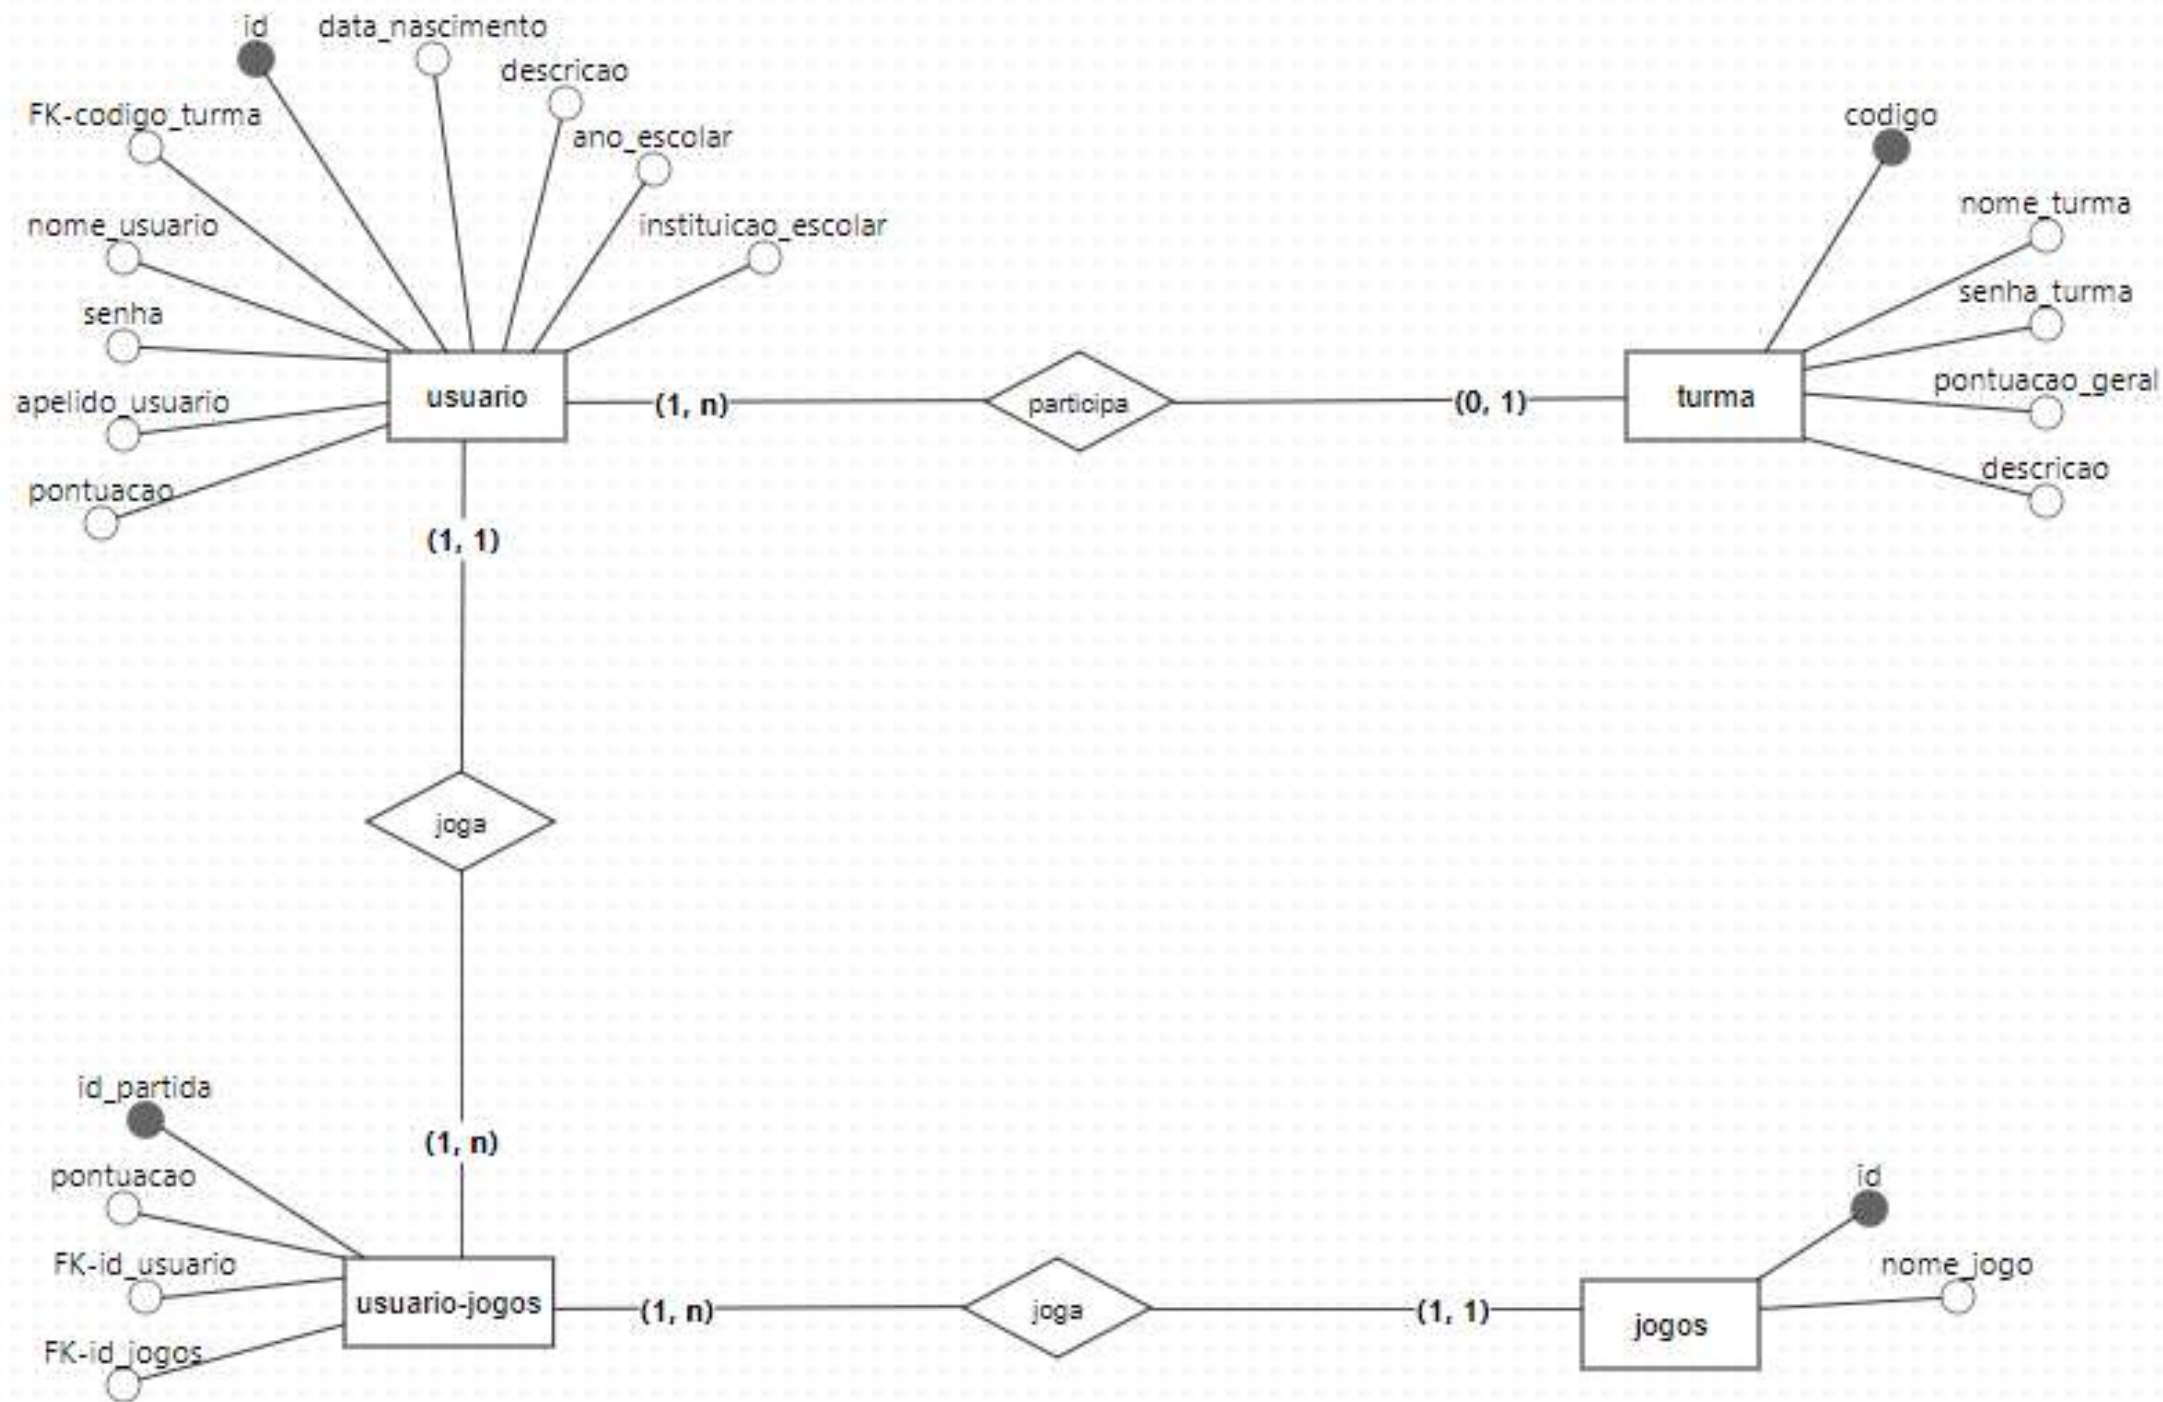 id
data_nascimento
descricao
FK-codigo_turma
ano_escolar
nome_usuario
instituicao_escolar
senha
apelido_usuario
pontuacao
usuario
(1, n)
participa
(0, 1)
turma
codigo
nome_turma
senha_turma
pontuacao_geral
descricao
(1, 1)
joga
(1, n)
id_partida
pontuacao
FK-id_usuario
FK-id_jogos
usuario-jogos
(1, n)
joga
(1, 1)
jogos
id
nome_jogo